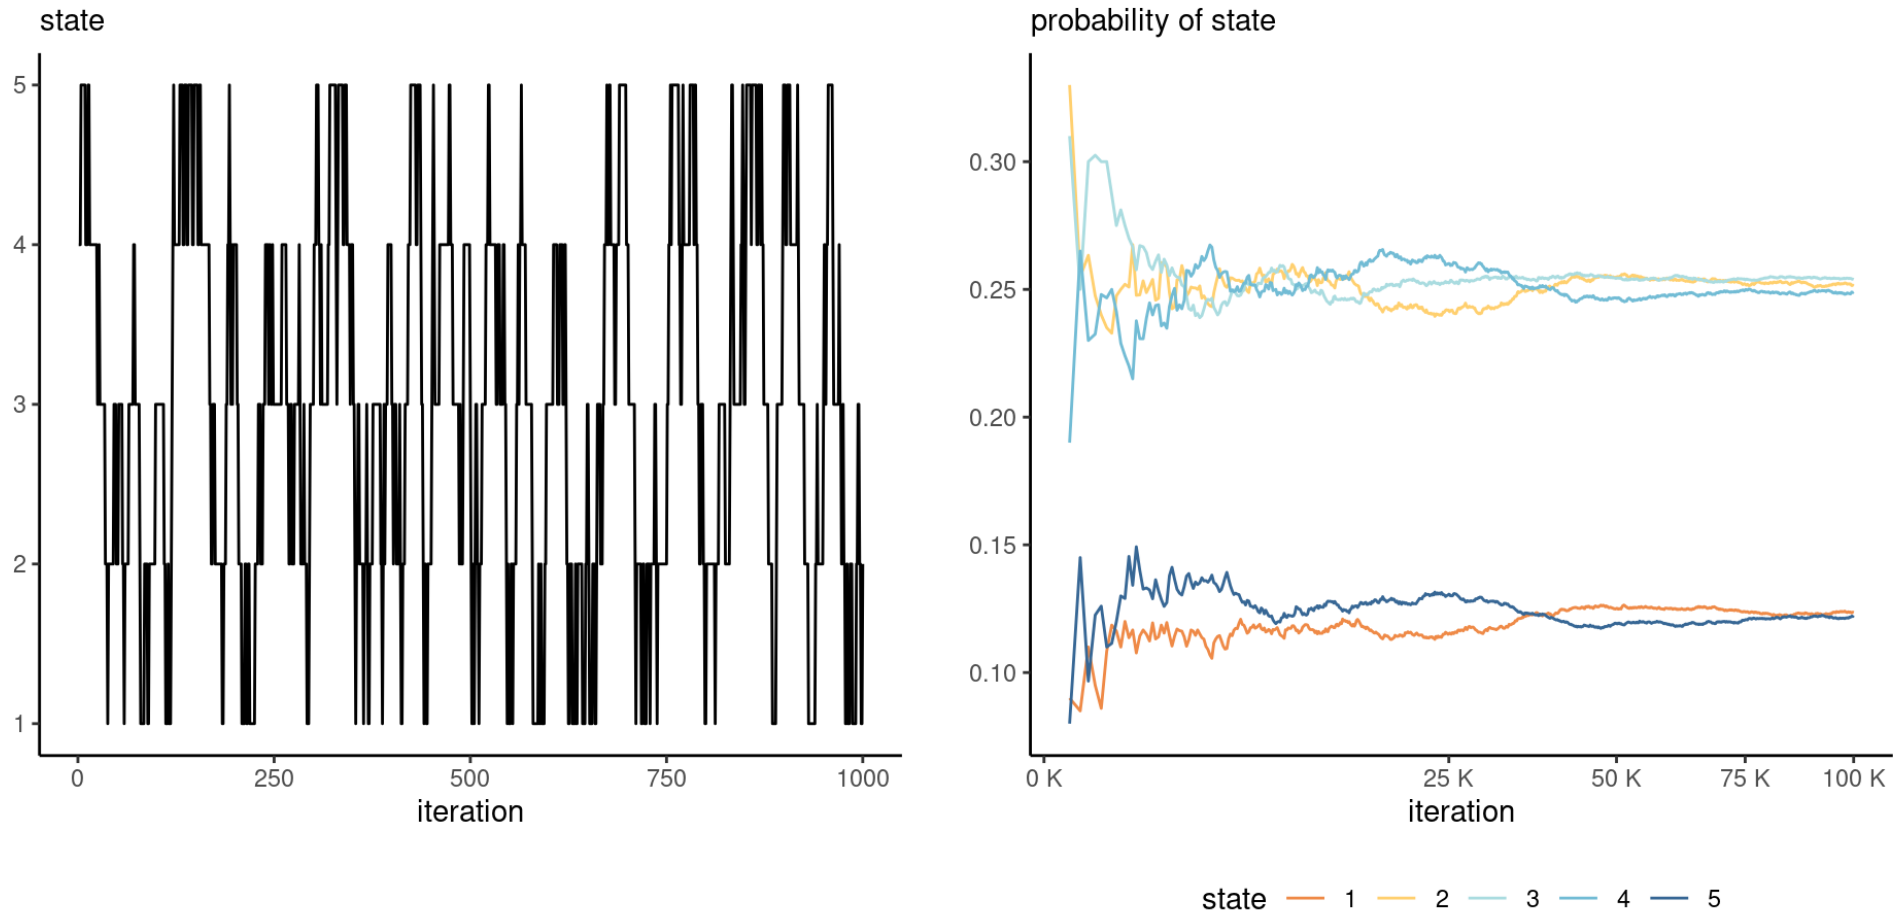 state
5
4
3
2
1
0 250 500 750 1000
iteration
probability of state
0.30
0.25
0.20
0.15
0.10
0 K 25 K 50 K 75 K 100 K
iteration
state 1 2 3 4 5